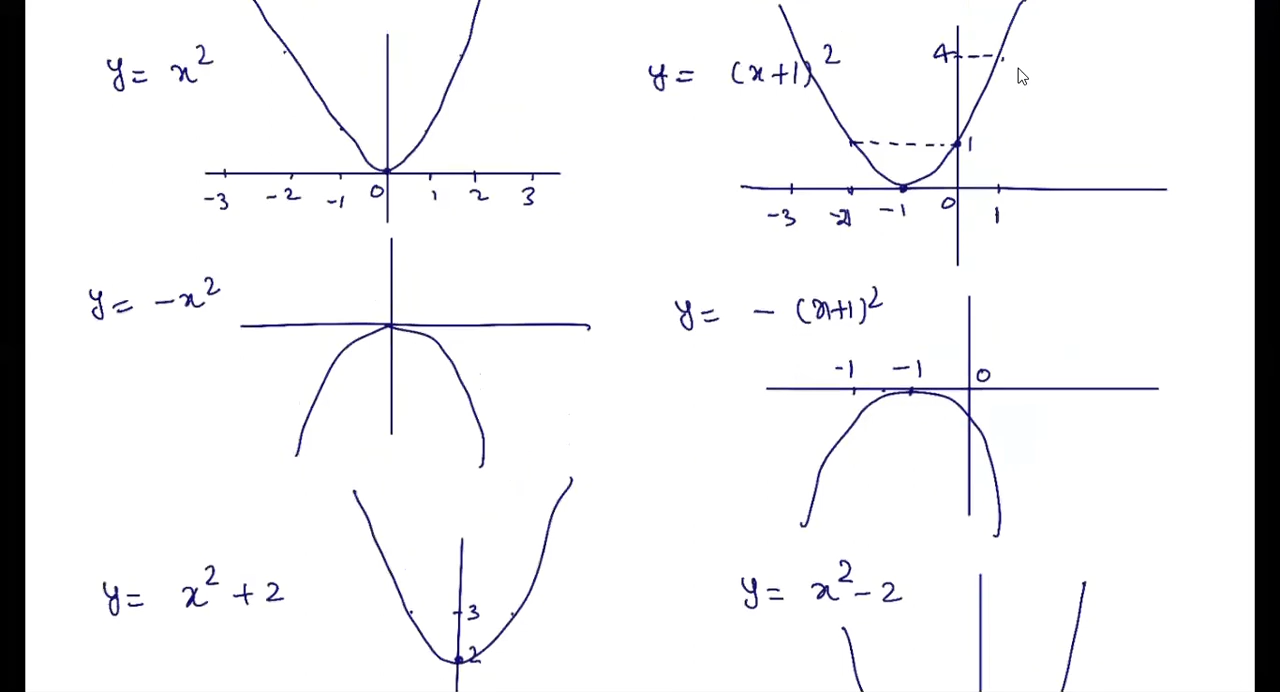 y = x²
-3 -2 -1 0 1 2 3
y = (x+1)²
4
1
-3 -2 -1 0 1
y = -x²
y = - (x+1)²
-1 -1 0
y = x² + 2
3
2
y = x² - 2